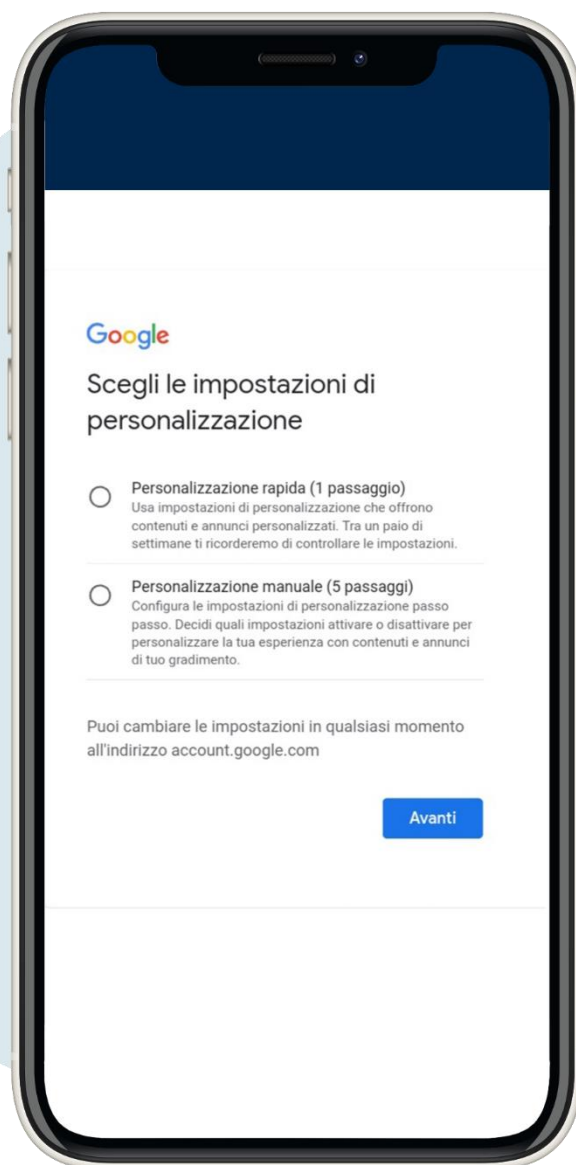 Google
Scegli le impostazioni di
personalizzazione
Personalizzazione rapida (1 passaggio)
Usa impostazioni di personalizzazione che offrono
contenuti e annunci personalizzati. Tra un paio di
settimane ti ricorderemo di controllare le impostazioni.
Personalizzazione manuale (5 passaggi)
Configura le impostazioni di personalizzazione passo
passo. Decidi quali impostazioni attivare o disattivare per
personalizzare la tua esperienza con contenuti e annunci
di tuo gradimento.
Puoi cambiare le impostazioni in qualsiasi momento
all'indirizzo account.google.com
Avanti